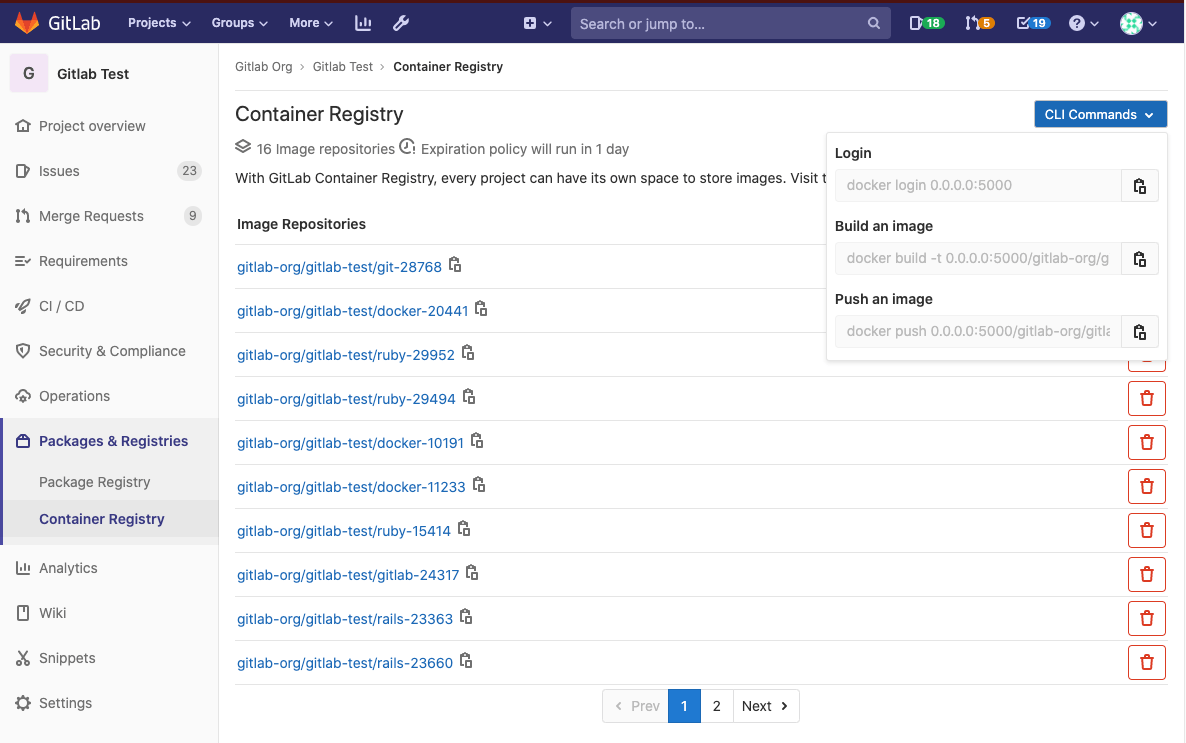 GitLab Projects Groups More Search or jump to... 18 5 19
G Gitlab Test
Project overview
Issues 23
Merge Requests 9
Requirements
CI / CD
Security & Compliance
Operations
Packages & Registries
Package Registry
Container Registry
Analytics
Wiki
Snippets
Settings
Gitlab Org › Gitlab Test › Container Registry
Container Registry
CLI Commands
16 Image repositories Expiration policy will run in 1 day
With GitLab Container Registry, every project can have its own space to store images. Visit
Login
docker login 0.0.0.0:5000
Build an image
docker build -t 0.0.0.0:5000/gitlab-org/g
Push an image
docker push 0.0.0.0:5000/gitlab-org/gitla
Image Repositories
gitlab-org/gitlab-test/git-28768
gitlab-org/gitlab-test/docker-20441
gitlab-org/gitlab-test/ruby-29952
gitlab-org/gitlab-test/ruby-29494
gitlab-org/gitlab-test/docker-10191
gitlab-org/gitlab-test/docker-11233
gitlab-org/gitlab-test/ruby-15414
gitlab-org/gitlab-test/gitlab-24317
gitlab-org/gitlab-test/rails-23363
gitlab-org/gitlab-test/rails-23660
Prev 1 2 Next